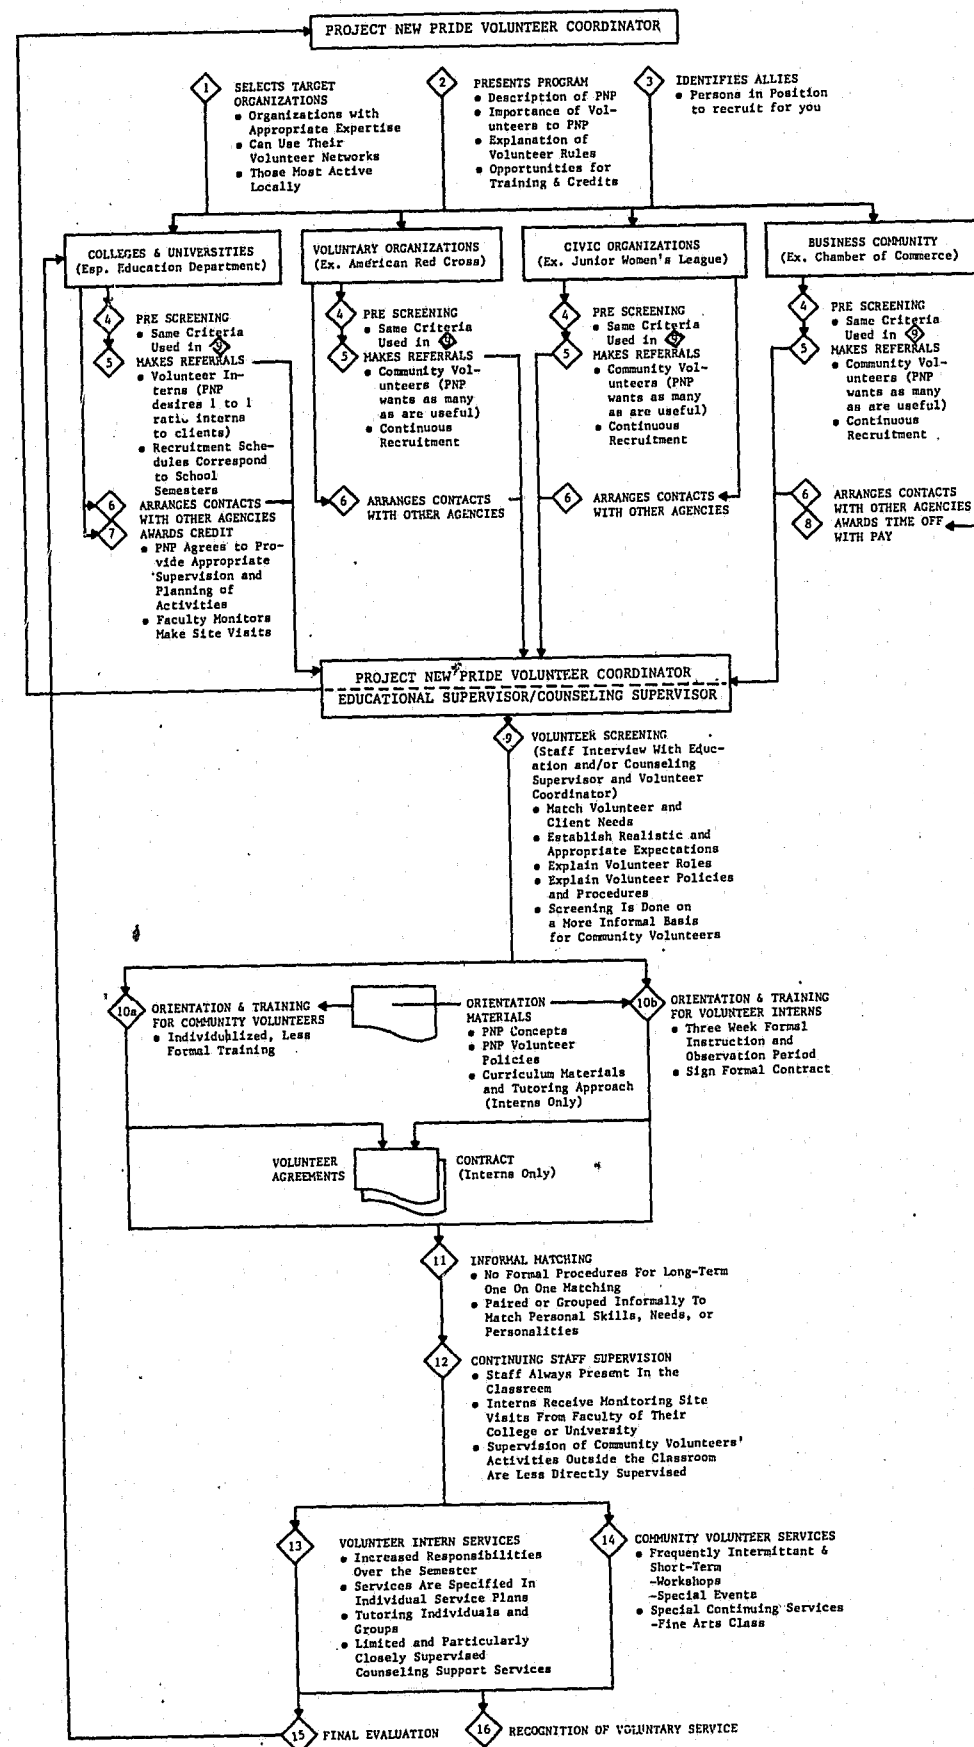 PROJECT NEW PRIDE VOLUNTEER COORDINATOR
1
SELECTS TARGET
ORGANIZATIONS
• Organizations with
Appropriate Expertise
• Can Use Their
Volunteer Networks
• Those Most Active
Locally
2
PRESENTS PROGRAM
• Description of PNP
• Importance of Vol-
unteers to PNP
• Explanation of
Volunteer Rules
• Opportunities for
Training & Credits
3
IDENTIFIES ALLIES
• Persons in Position
to recruit for you
COLLEGES & UNIVERSITIES
(Esp. Education Department)
VOLUNTARY ORGANIZATIONS
(Ex. American Red Cross)
CIVIC ORGANIZATIONS
(Ex. Junior Women's League)
BUSINESS COMMUNITY
(Ex. Chamber of Commerce)
4
PRE SCREENING
• Same Criteria
Used in 9
5
MAKES REFERRALS
• Volunteer In-
terns (PNP
desires 1 to 1
ratio interns
to clients)
• Recruitment Sche-
dules Correspond
to School
Semesters
6
ARRANGES CONTACTS
WITH OTHER AGENCIES
7
AWARDS CREDIT
• PNP Agrees to Pro-
vide Appropriate
Supervision and
Planning of
Activities
• Faculty Monitors
Make Site Visits
4
PRE SCREENING
• Same Criteria
Used in 9
5
MAKES REFERRALS
• Community Vol-
unteers (PNP
wants as many
as are useful)
• Continuous
Recruitment
6
ARRANGES CONTACTS
WITH OTHER AGENCIES
4
PRE SCREENING
• Same Criteria
Used in 9
5
MAKES REFERRALS
• Community Vol-
unteers (PNP
wants as many
as are useful)
• Continuous
Recruitment
6
ARRANGES CONTACTS
WITH OTHER AGENCIES
4
PRE SCREENING
• Same Criteria
Used in 9
5
MAKES REFERRALS
• Community Vol-
unteers (PNP
wants as many
as are useful)
• Continuous
Recruitment
6
ARRANGES CONTACTS
WITH OTHER AGENCIES
8
AWARDS TIME OFF
WITH PAY
PROJECT NEW PRIDE VOLUNTEER COORDINATOR
EDUCATIONAL SUPERVISOR/COUNSELING SUPERVISOR
9
VOLUNTEER SCREENING
(Staff Interview With Educ-
ation and/or Counseling
Supervisor and Volunteer
Coordinator)
• Match Volunteer and
Client Needs
• Establish Realistic and
Appropriate Expectations
• Explain Volunteer Roles
• Explain Volunteer Policies
and Procedures
• Screening Is Done on
a More Informal Basis
for Community Volunteers
10a
ORIENTATION & TRAINING
FOR COMMUNITY VOLUNTEERS
• Individualized, Less
Formal Training
ORIENTATION
MATERIALS
• PNP Concepts
• PNP Volunteer
Policies
• Curriculum Materials
and Tutoring Approach
(Interns Only)
10b
ORIENTATION & TRAINING
FOR VOLUNTEER INTERNS
• Three Week Formal
Instruction and
Observation Period
• Sign Formal Contract
VOLUNTEER
AGREEMENTS
CONTRACT
(Interns Only)
11
INFORMAL MATCHING
• No Formal Procedures For Long-Term
One On One Matching
• Paired or Grouped Informally To
Match Personal Skills, Needs, or
Personalities
12
CONTINUING STAFF SUPERVISION
• Staff Always Present In the
Classreem
• Interns Receive Monitoring Site
Visits From Faculty of Their
College or University
• Supervision of Community Volunteers'
Activities Outside the Classroom
Are Less Directly Supervised
13
VOLUNTEER INTERN SERVICES
• Increased Responsibilities
Over the Semester
• Services Are Specified In
Individual Service Plans
• Tutoring Individuals and
Groups
• Limited and Particularly
Closely Supervised
Counseling Support Services
14
COMMUNITY VOLUNTEER SERVICES
• Frequently Intermittant &
Short-Term
-Workshops
-Special Events
• Special Continuing Services
-Fine Arts Class
15
FINAL EVALUATION
16
RECOGNITION OF VOLUNTARY SERVICE